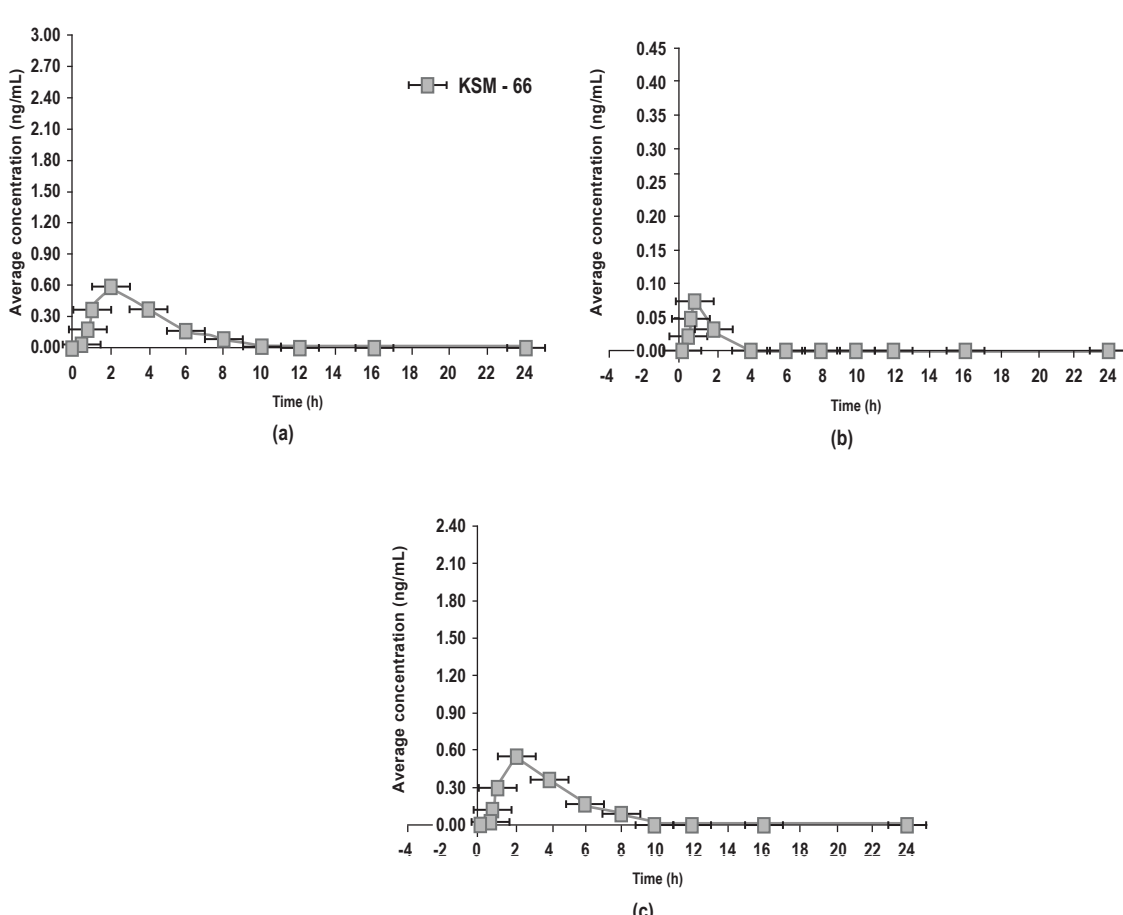 3.00
2.70
2.40
2.10
1.80
1.50
1.20
0.90
0.60
0.30
0.00
Average concentration (ng/mL)
KSM - 66
0 2 4 6 8 10 12 14 16 18 20 22 24
Time (h)
(a)
0.45
0.40
0.35
0.30
0.25
0.20
0.15
0.10
0.05
0.00
Average concentration (ng/mL)
-4 -2 0 2 4 6 8 10 12 14 16 18 20 22 24
Time (h)
(b)
2.40
2.10
1.80
1.50
1.20
0.90
0.60
0.30
0.00
Average concentration (ng/mL)
-4 -2 0 2 4 6 8 10 12 14 16 18 20 22 24
Time (h)
(c)